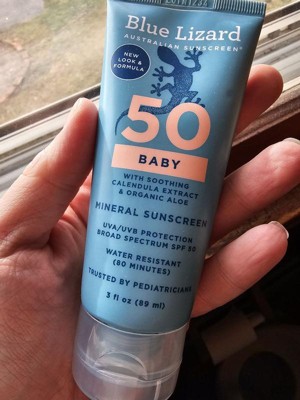 Blue Lizard
AUSTRALIAN SUNSCREEN®
NEW
LOOK &
FORMULA
50
BABY
WITH SOOTHING
CALENDULA EXTRACT
& ORGANIC ALOE
MINERAL SUNSCREEN
UVA/UVB PROTECTION
BROAD SPECTRUM SPF 50
WATER RESISTANT
(80 MINUTES)
TRUSTED BY PEDIATRICIANS
3 fl oz (89 ml)